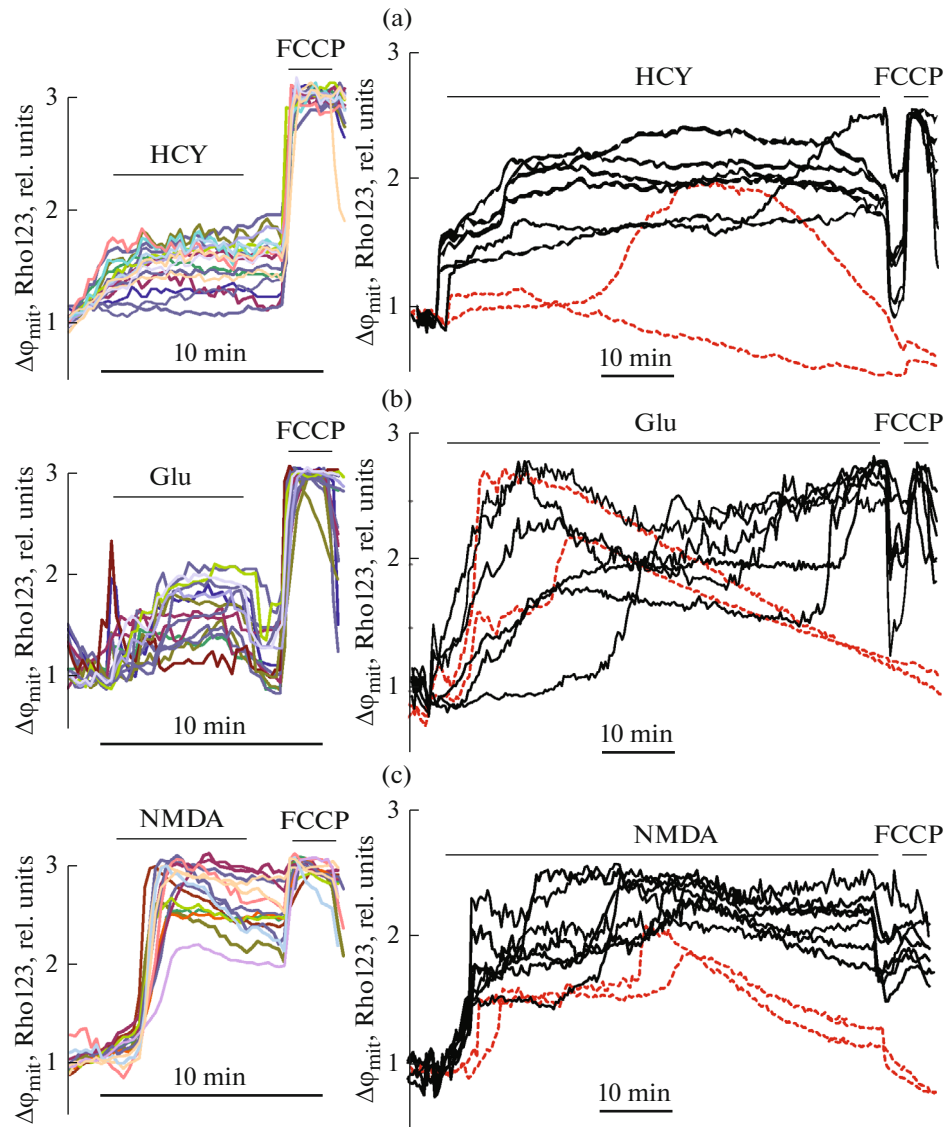 (a)
FCCP
HCY
3
2
1
Δφmit, Rho123, rel. units
10 min
HCY
FCCP
3
2
1
Δφmit, Rho123, rel. units
10 min
(b)
FCCP
Glu
3
2
1
Δφmit, Rho123, rel. units
10 min
Glu
FCCP
3
2
1
Δφmit, Rho123, rel. units
10 min
(c)
NMDA
FCCP
3
2
1
Δφmit, Rho123, rel. units
10 min
NMDA
FCCP
3
2
1
Δφmit, Rho123, rel. units
10 min